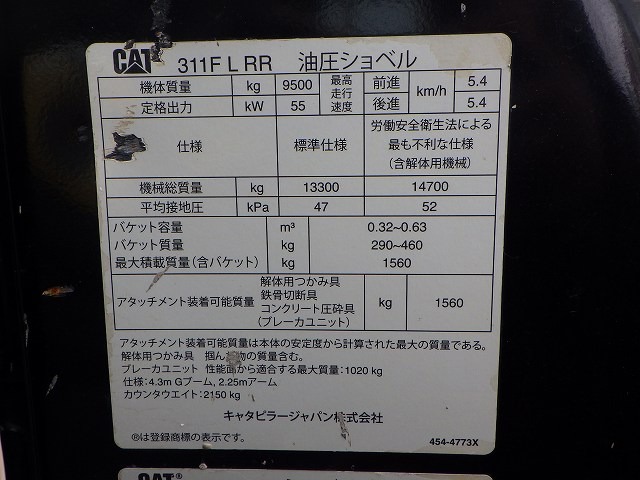 CAT 311F L RR 油圧ショベル
機体質量 kg 9500 最高走行速度 前進 km/h 5.4
定格出力 kW 55 後進 5.4
仕様 標準仕様 労働安全衛生法による最も不利な仕様(含解体用機械)
機械総質量 kg 13300 14700
平均接地圧 kPa 47 52
バケット容量 m³ 0.32~0.63
バケット質量 kg 290~460
最大積載質量(含バケット) kg 1560
アタッチメント装着可能質量 解体用つかみ具 鉄骨切断具 コンクリート圧砕具 (ブレーカユニット) kg 1560
アタッチメント装着可能質量は本体の安定度から計算された最大の質量である。
解体用つかみ具 掴んだ物の質量含む。
ブレーカユニット 性能面から適合する最大質量:1020 kg
仕様:4.3m Gブーム, 2.25mアーム
カウンタウエイト:2150 kg
キャタピラージャパン株式会社
®は登録商標の表示です。 454-4773X
CAT®